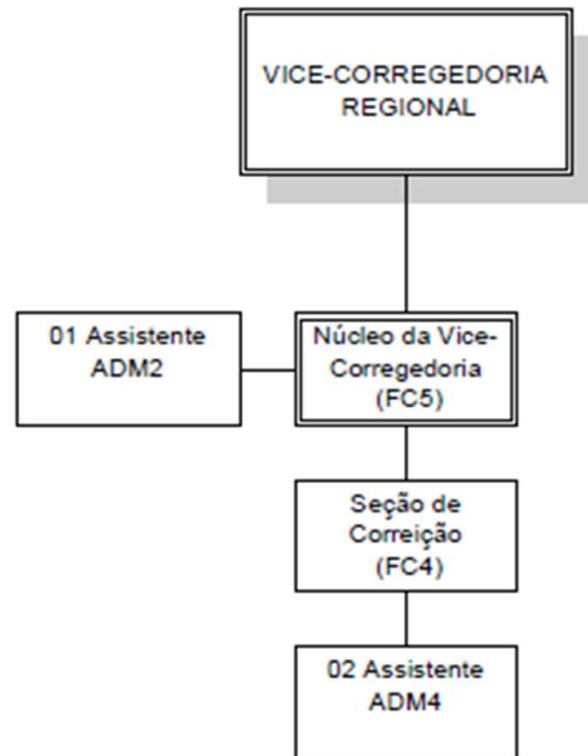 VICE-CORREGEDORIA
REGIONAL
01 Assistente
ADM2
Núcleo da Vice-
Corregedoria
(FC5)
Seção de
Correição
(FC4)
02 Assistente
ADM4